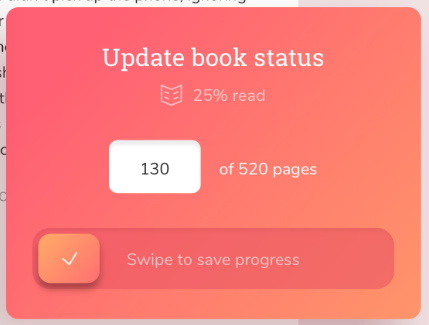 Update book status
25% read
130 of 520 pages
Swipe to save progress